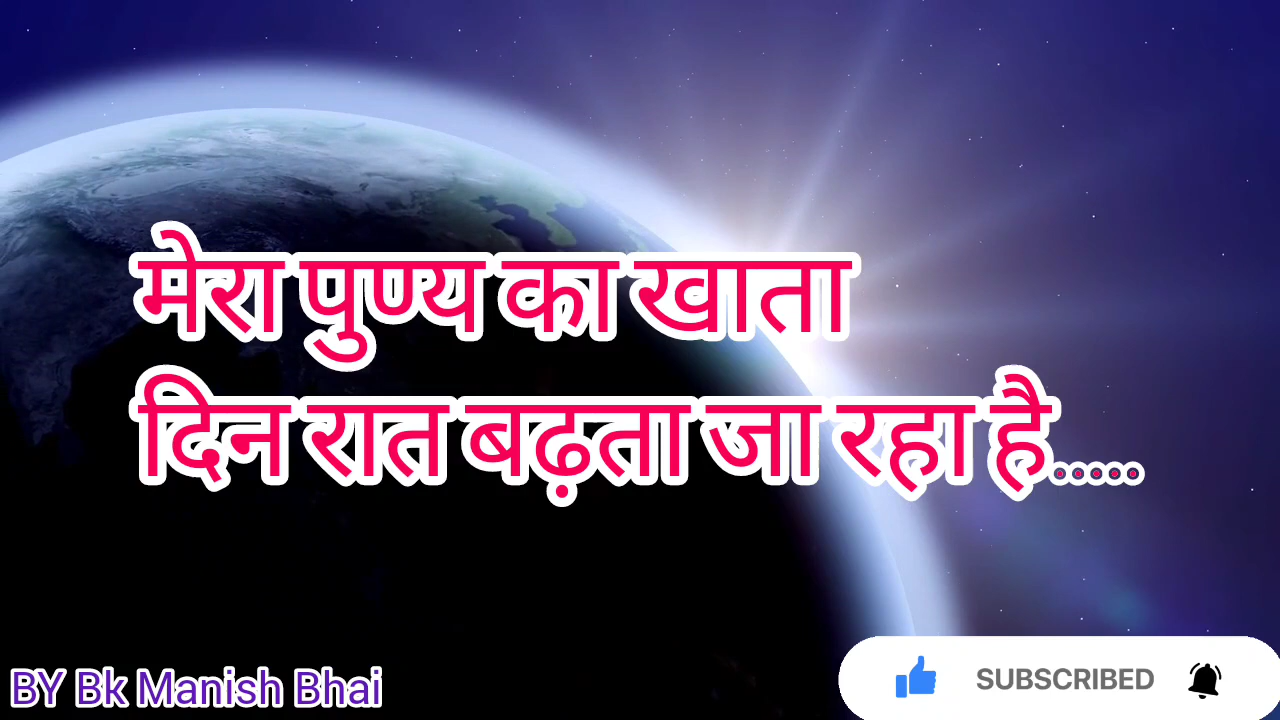 मेरा पुण्य का खाता
दिन रात बढ़ता जा रहा है.....
BY Bk Manish Bhai
SUBSCRIBED